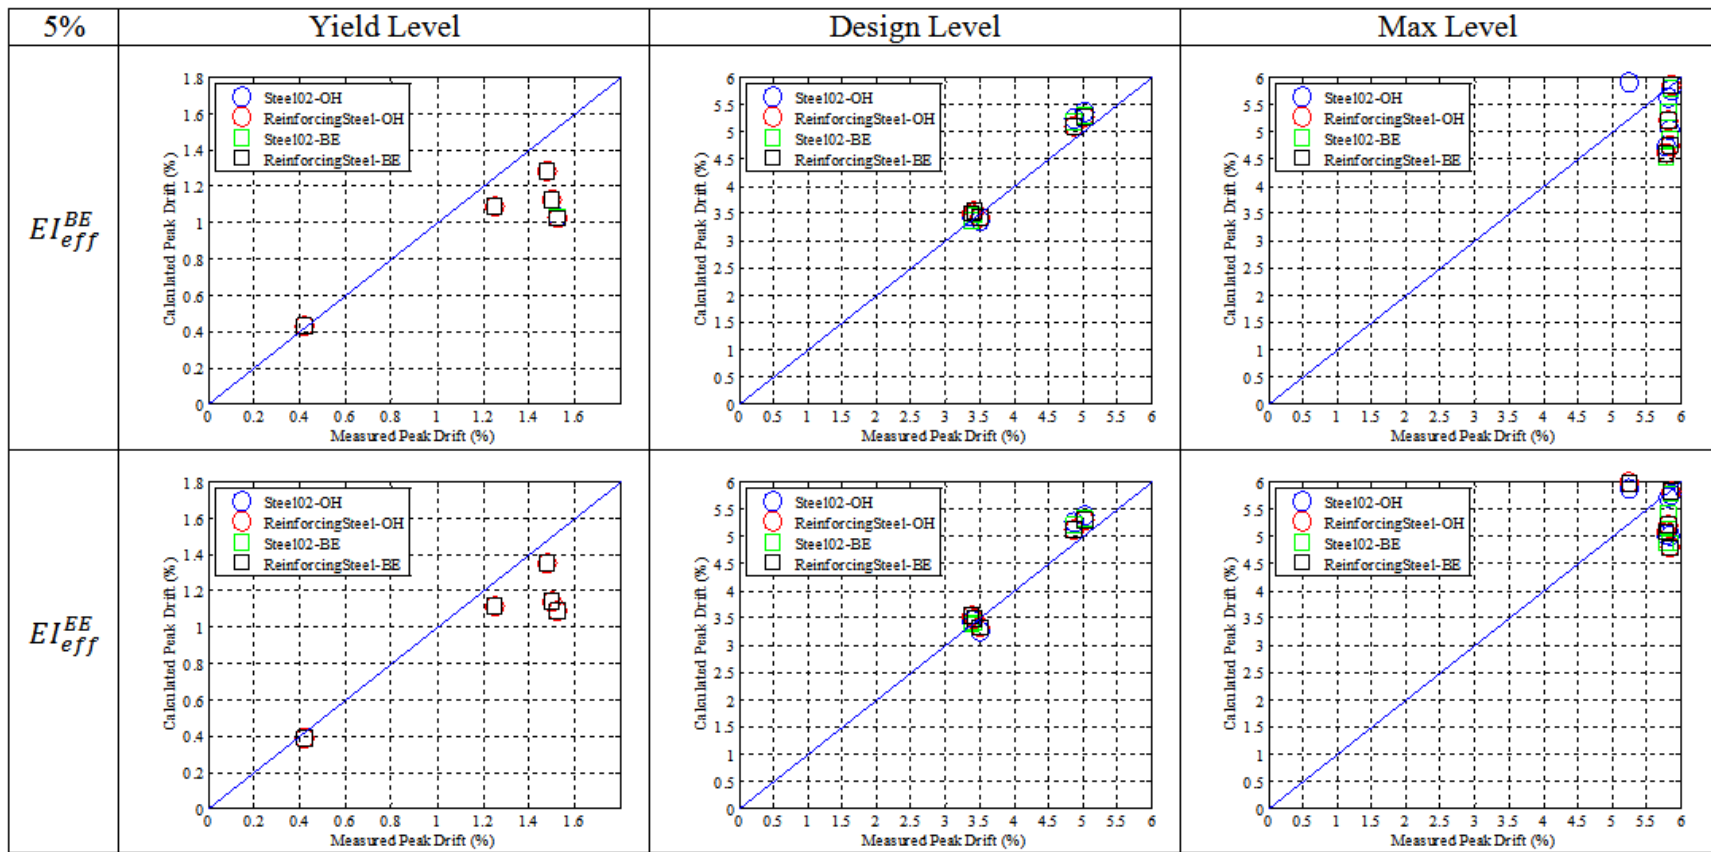 5% Yield Level Design Level Max Level
EI_eff^BE
Calculated Peak Drift (%)
1.8
1.6
1.4
1.2
1
0.8
0.6
0.4
0.2
0
Steel02-OH
ReinforcingSteel-OH
Steel02-BE
ReinforcingSteel-BE
0 0.2 0.4 0.6 0.8 1 1.2 1.4 1.6
Measured Peak Drift (%)
Calculated Peak Drift (%)
6
5.5
5
4.5
4
3.5
3
2.5
2
1.5
1
0.5
0
Steel02-OH
ReinforcingSteel-OH
Steel02-BE
ReinforcingSteel-BE
0 0.5 1 1.5 2 2.5 3 3.5 4 4.5 5 5.5 6
Measured Peak Drift (%)
Calculated Peak Drift (%)
6
5.5
5
4.5
4
3.5
3
2.5
2
1.5
1
0.5
0
Steel02-OH
ReinforcingSteel-OH
Steel02-BE
ReinforcingSteel-BE
0 0.5 1 1.5 2 2.5 3 3.5 4 4.5 5 5.5 6
Measured Peak Drift (%)
EI_eff^EE
Calculated Peak Drift (%)
1.8
1.6
1.4
1.2
1
0.8
0.6
0.4
0.2
0
Steel02-OH
ReinforcingSteel-OH
Steel02-BE
ReinforcingSteel-BE
0 0.2 0.4 0.6 0.8 1 1.2 1.4 1.6
Measured Peak Drift (%)
Calculated Peak Drift (%)
6
5.5
5
4.5
4
3.5
3
2.5
2
1.5
1
0.5
0
Steel02-OH
ReinforcingSteel-OH
Steel02-BE
ReinforcingSteel-BE
0 0.5 1 1.5 2 2.5 3 3.5 4 4.5 5 5.5 6
Measured Peak Drift (%)
Calculated Peak Drift (%)
6
5.5
5
4.5
4
3.5
3
2.5
2
1.5
1
0.5
0
Steel02-OH
ReinforcingSteel-OH
Steel02-BE
ReinforcingSteel-BE
0 0.5 1 1.5 2 2.5 3 3.5 4 4.5 5 5.5 6
Measured Peak Drift (%)